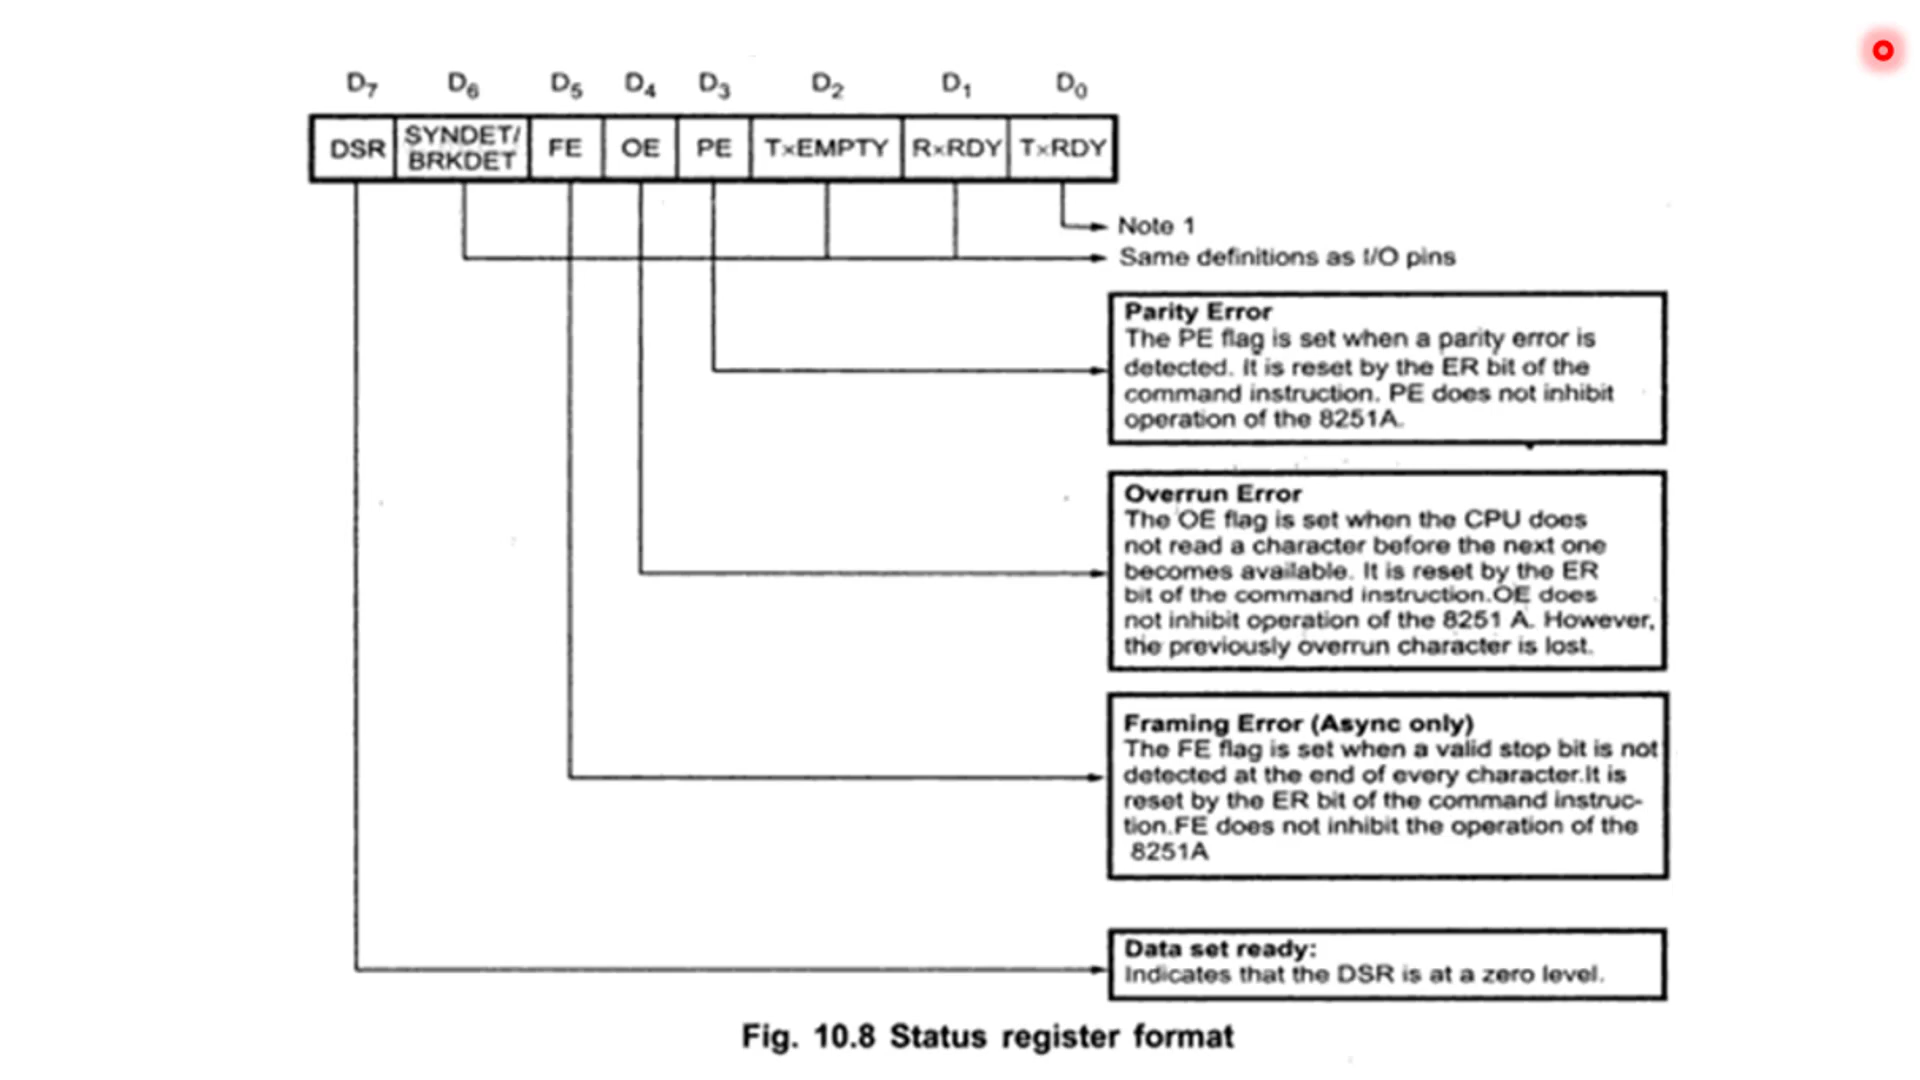 D7 D6 D5 D4 D3 D2 D1 D0
DSR SYNDET/ BRKDET FE OE PE TxEMPTY RxRDY TxRDY
Note 1
Same definitions as I/O pins
Parity Error
The PE flag is set when a parity error is
detected. It is reset by the ER bit of the
command instruction. PE does not inhibit
operation of the 8251A.
Overrun Error
The OE flag is set when the CPU does
not read a character before the next one
becomes available. It is reset by the ER
bit of the command instruction.OE does
not inhibit operation of the 8251 A. However,
the previously overrun character is lost.
Framing Error (Async only)
The FE flag is set when a valid stop bit is not
detected at the end of every character.It is
reset by the ER bit of the command instruc-
tion.FE does not inhibit the operation of the
8251A
Data set ready:
Indicates that the DSR is at a zero level.
Fig. 10.8 Status register format